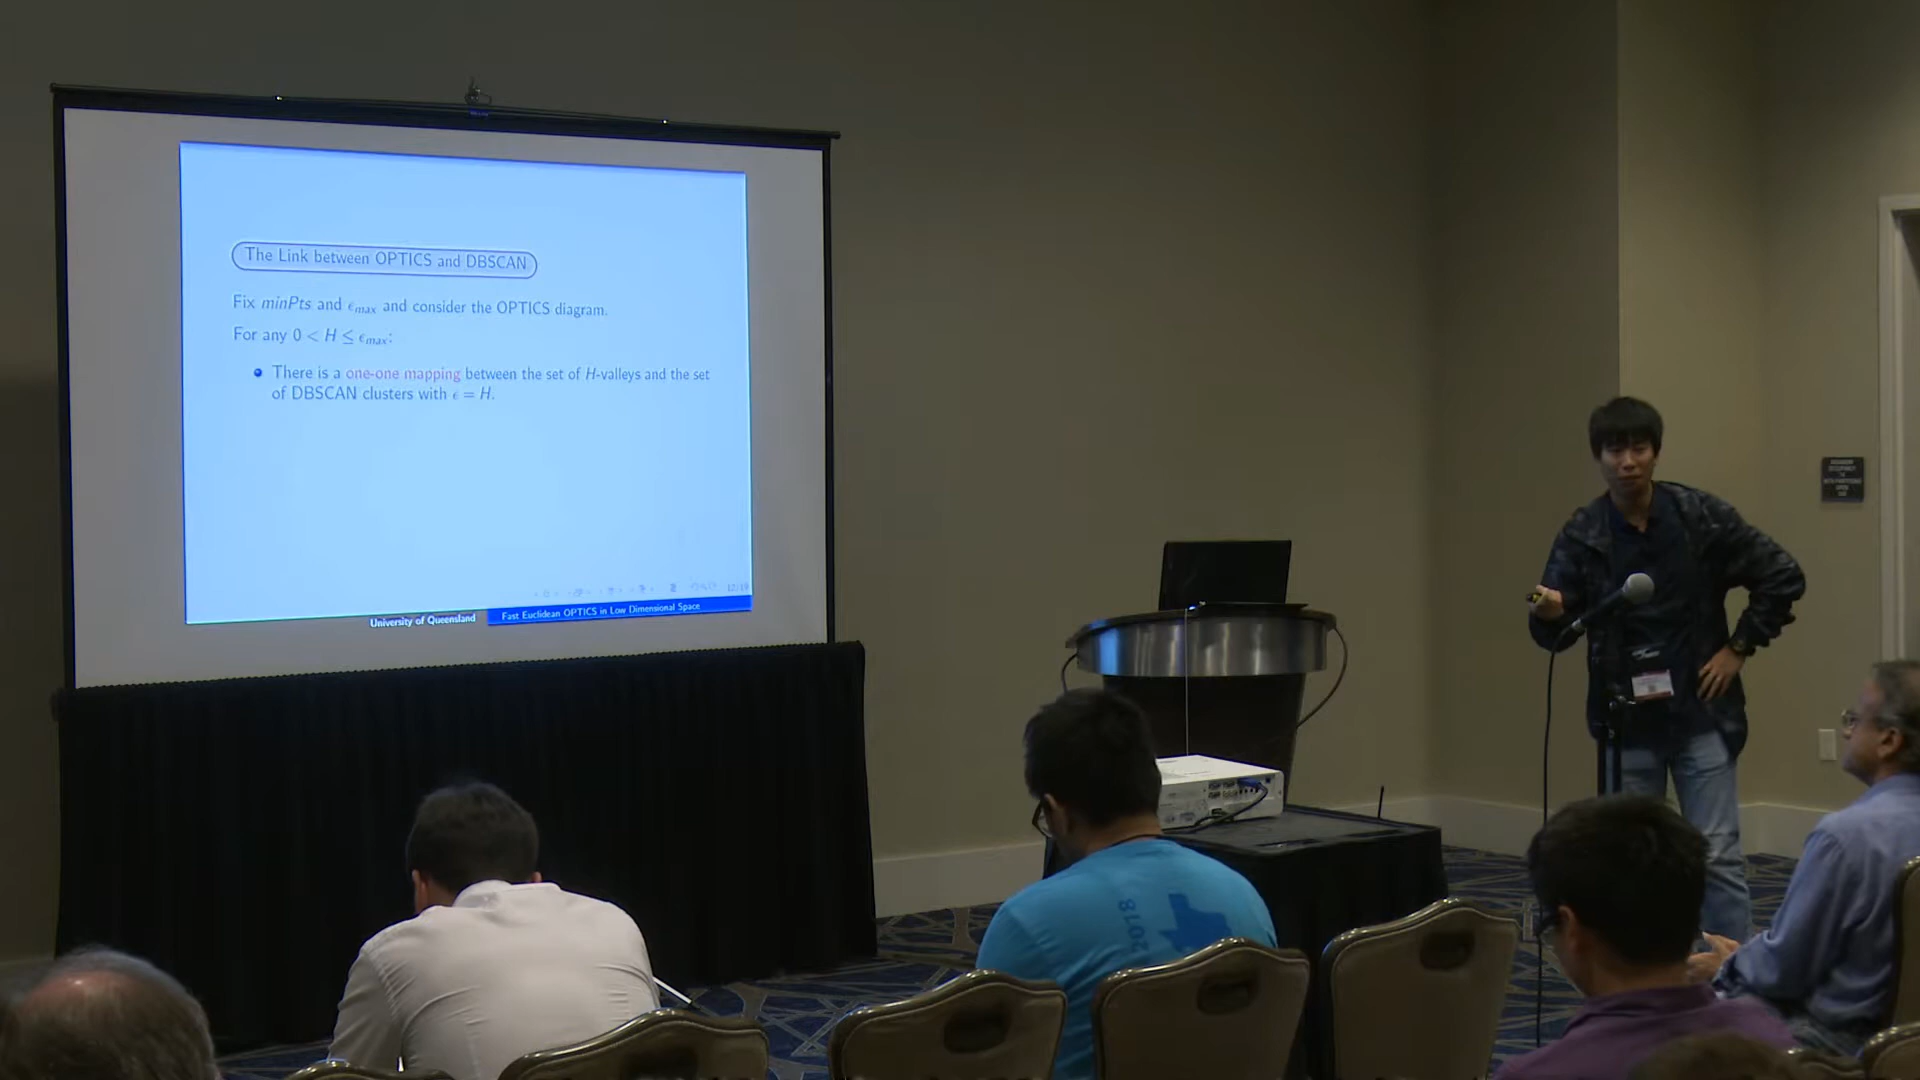 The Link between OPTICS and DBSCAN
Fix minPts and ϵmax and consider the OPTICS diagram.
For any 0 < H ≤ ϵmax:
There is a one-one mapping between the set of H-valleys and the set
of DBSCAN clusters with ϵ = H.
University of Queensland
Fast Euclidean OPTICS in Low Dimensional Space
2018